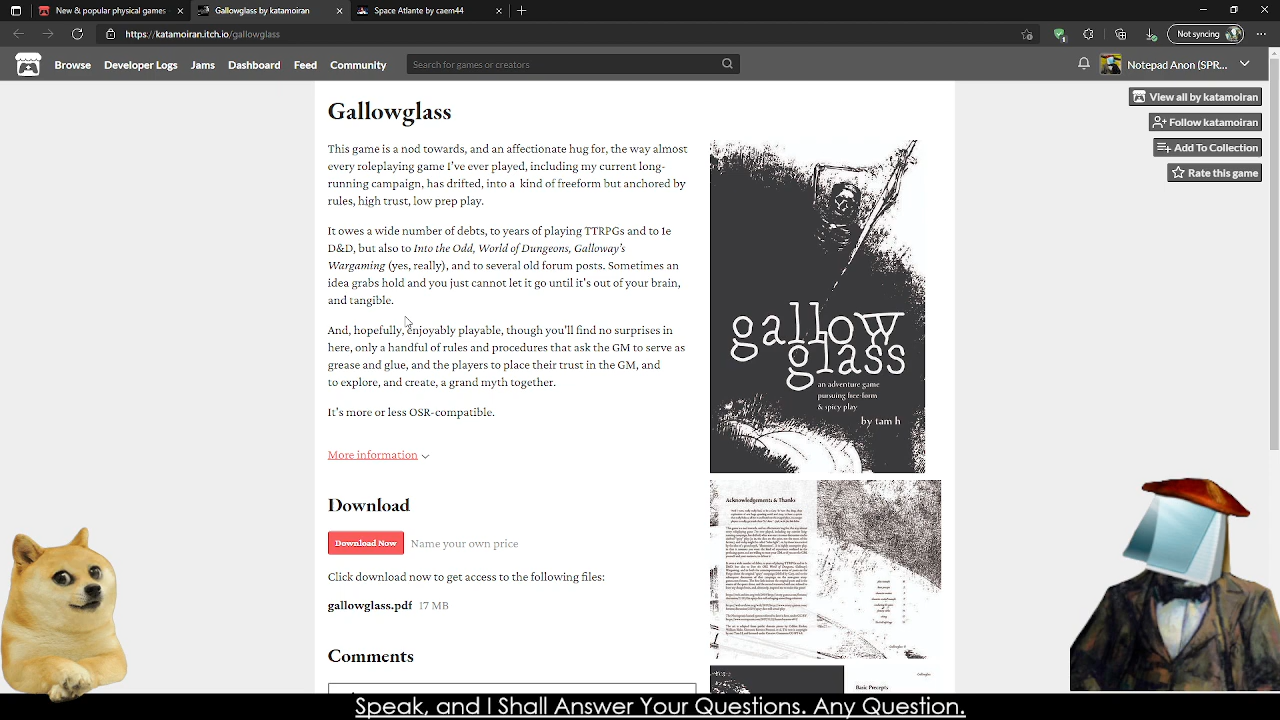 New & popular physical games
Gallowglass by katamoiran
Space Atlante by cam44
https://katamoiran.itch.io/gallowglass
Not syncing
Browse
Developer Logs
Jams
Dashboard
Feed
Community
Search for games or creators
Notepad Anon (SPR...
View all by katamoiran
Follow katamoiran
Add To Collection
Rate this game
Gallowglass
This game is a nod towards, and an affectionate hug for, the way almost
every roleplaying game I've ever played, including my current long-
running campaign, has drifted, into a kind of freeform but anchored by
rules, high trust, low prep play.
It owes a wide number of debts, to years of playing TTRPGs and to 1e
D&D, but also to Into the Odd, World of Dungeons, Galloway's
Wargaming (yes, really), and to several old forum posts. Sometimes an
idea grabs hold and you just cannot let it go until it's out of your brain,
and tangible.
And, hopefully, enjoyably playable, though you'll find no surprises in
here, only a handful of rules and procedures that ask the GM to serve as
grease and glue, and the players to place their trust in the GM, and
to explore, and create, a grand myth together.
It's more or less OSR-compatible.
More information
Download
Download Now
Name your own price
Click download now to get access to the following files:
gallowglass.pdf 17 MB
Comments
gallow
glass
an adventure game
pursuing free-form
& spicy play
by tam h
Acknowledgements & Thanks
Gallowglass
Basic Precepts
Speak, and I Shall Answer Your Questions. Any Question.